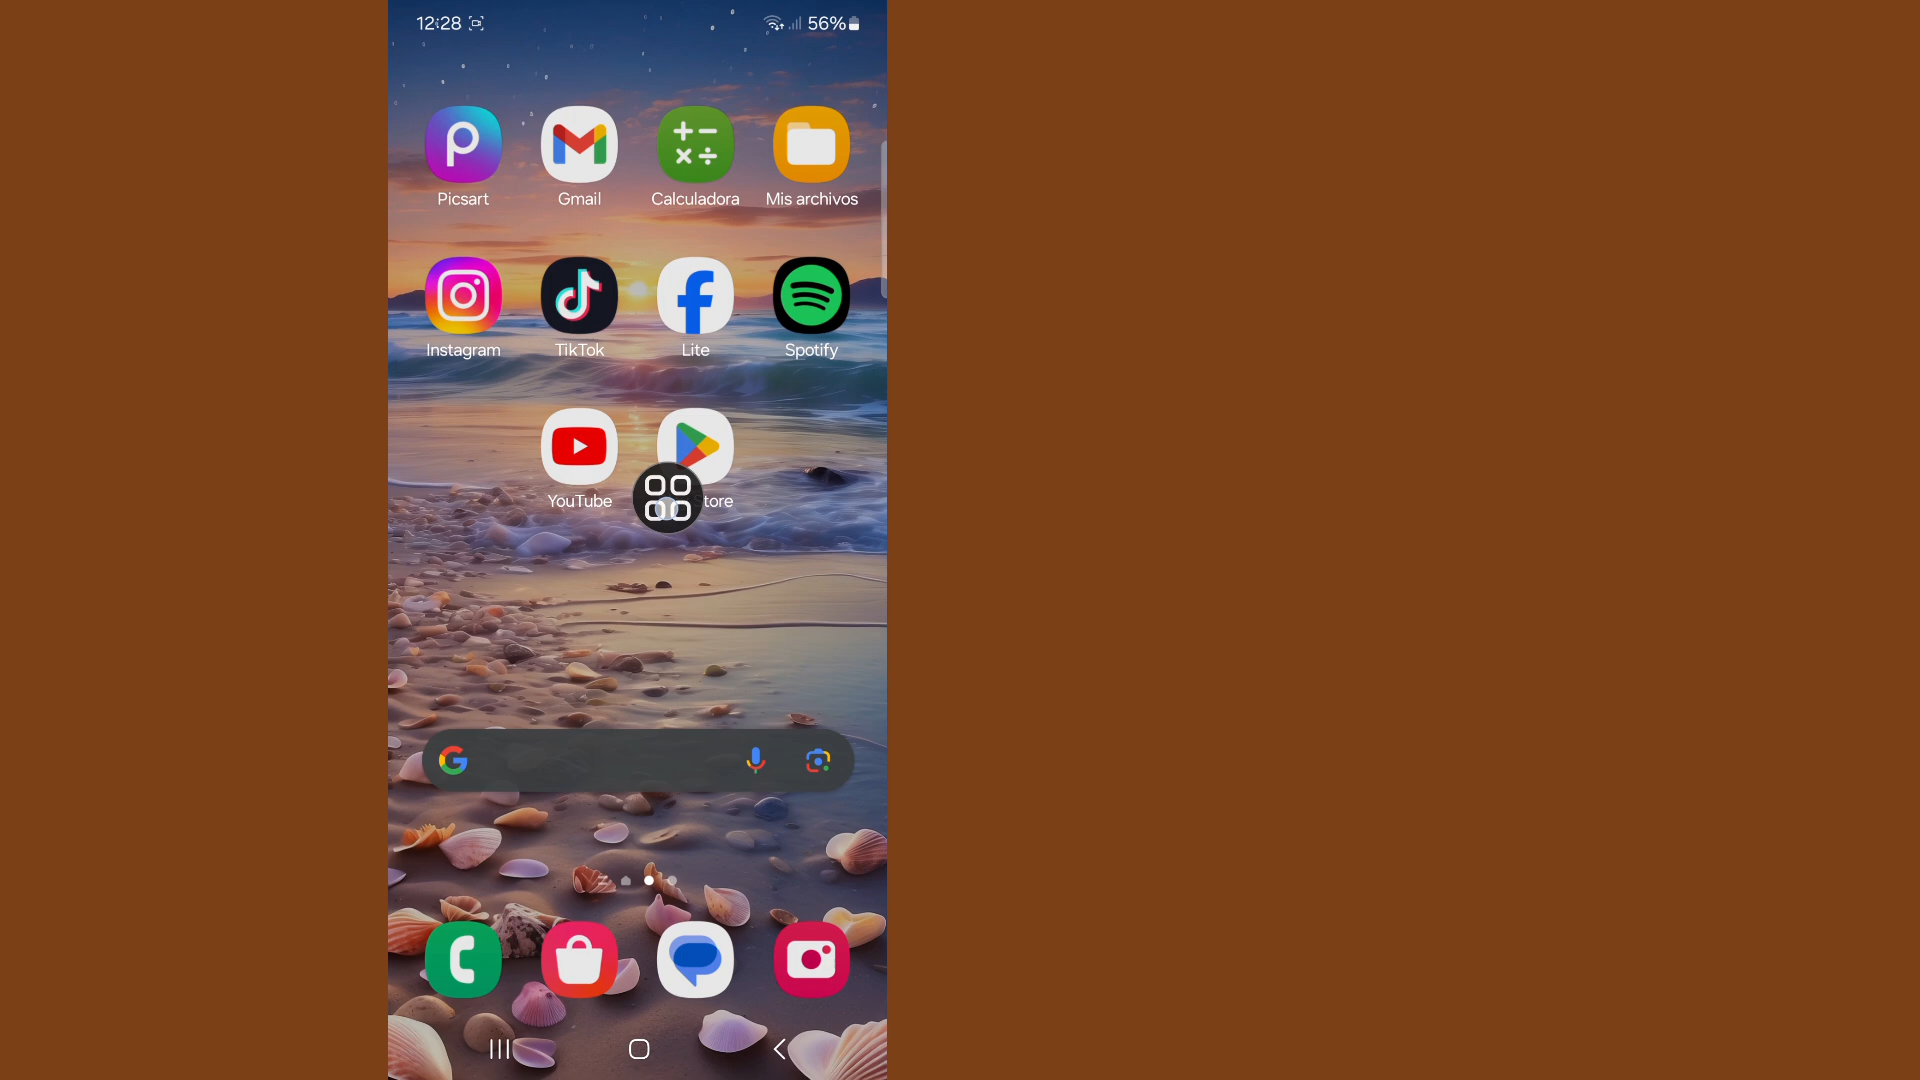 12:28 56%
Picsart Gmail Calculadora Mis archivos
Instagram TikTok Lite Spotify
YouTube tore